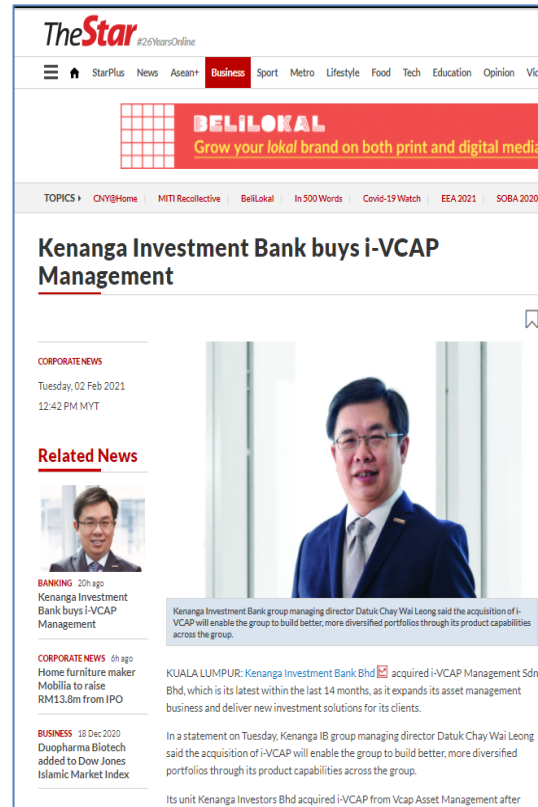 TheStar #26YearsOnline
StarPlus News Asean+ Business Sport Metro Lifestyle Food Tech Education Opinion
BELILOKAL
Grow your lokal brand on both print and digital media
TOPICS CNY@Home MITI Recollective BeliLokal In 500 Words Covid-19 Watch EEA 2021 SOBA 2020
Kenanga Investment Bank buys i-VCAP
Management
CORPORATE NEWS
Tuesday, 02 Feb 2021
12:42 PM MYT
Related News
BANKING 20h ago
Kenanga Investment
Bank buys i-VCAP
Management
CORPORATE NEWS 6h ago
Home furniture maker
Mobilia to raise
RM13.8m from IPO
BUSINESS 18 Dec 2020
Duopharma Biotech
added to Dow Jones
Islamic Market Index
Kenanga Investment Bank group managing director Datuk Chay Wai Leong said the acquisition of i-
VCAP will enable the group to build better, more diversified portfolios through its product capabilities
across the group.
KUALA LUMPUR: Kenanga Investment Bank Bhd acquired i-VCAP Management Sdn
Bhd, which is its latest within the last 14 months, as it expands its asset management
business and deliver new investment solutions for its clients.
In a statement on Tuesday, Kenanga IB group managing director Datuk Chay Wai Leong
said the acquisition of i-VCAP will enable the group to build better, more diversified
portfolios through its product capabilities across the group.
Its unit Kenanga Investors Bhd acquired i-VCAP from Vcap Asset Management after